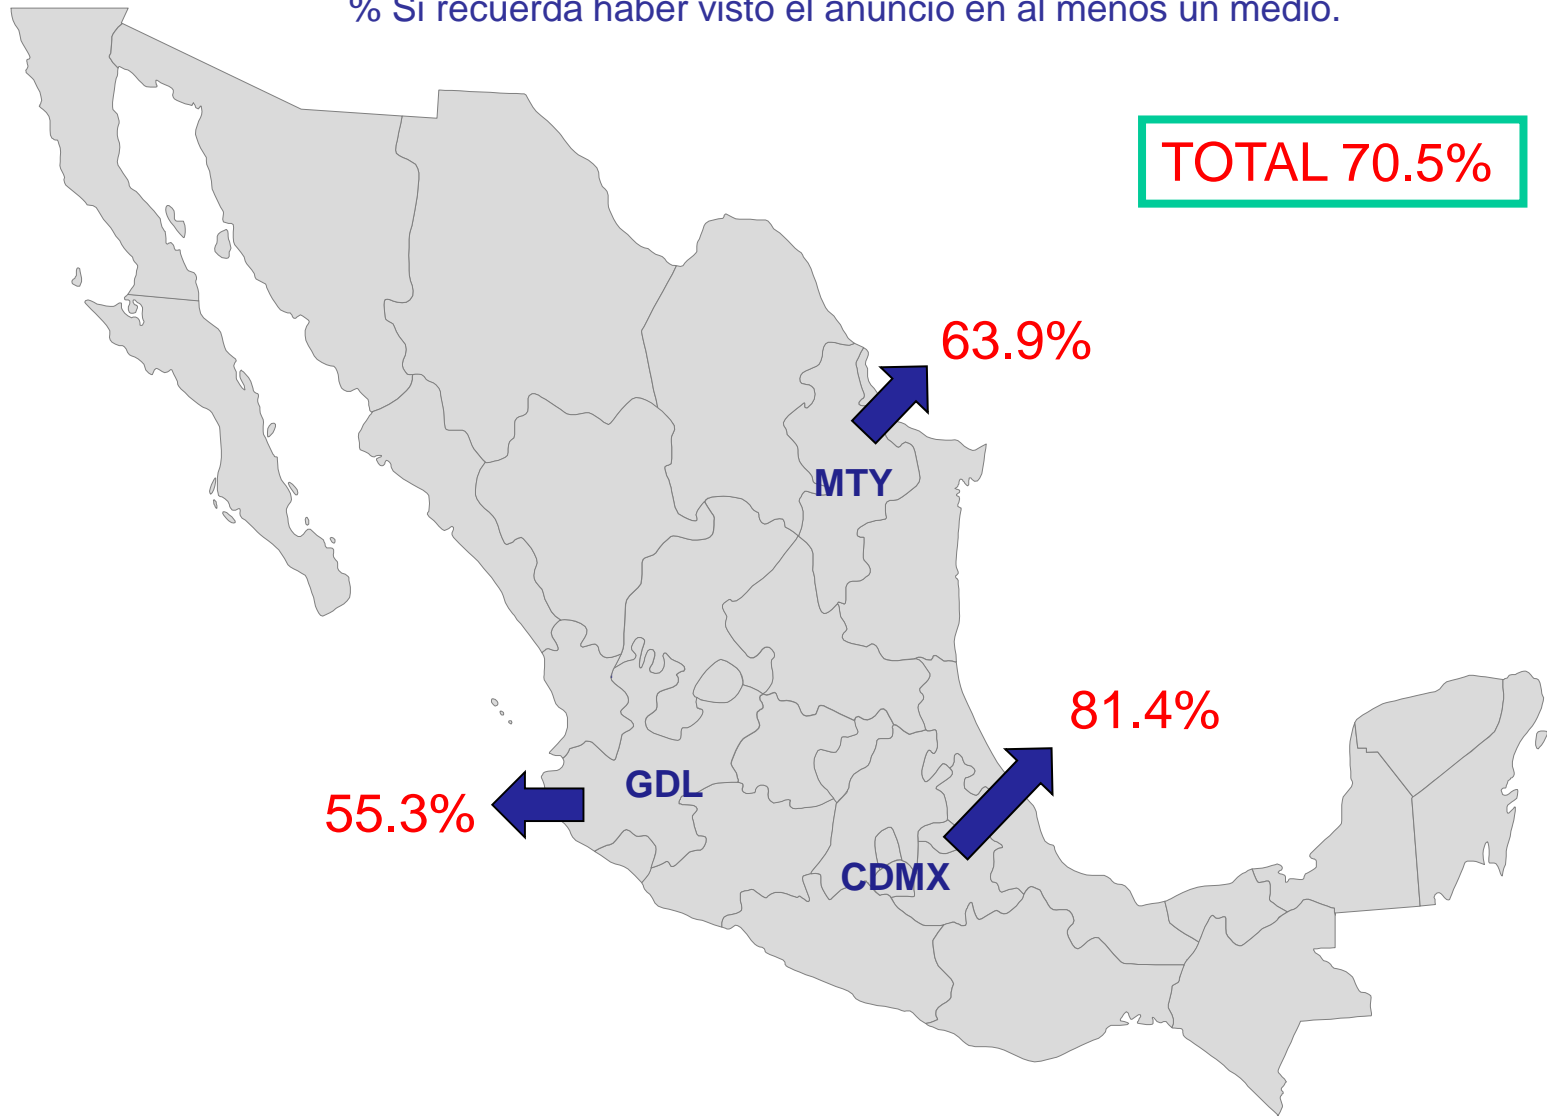 % Si recuerda haber visto el anuncio en al menos un medio.
TOTAL 70.5%
63.9%
MTY
81.4%
GDL
55.3%
CDMX